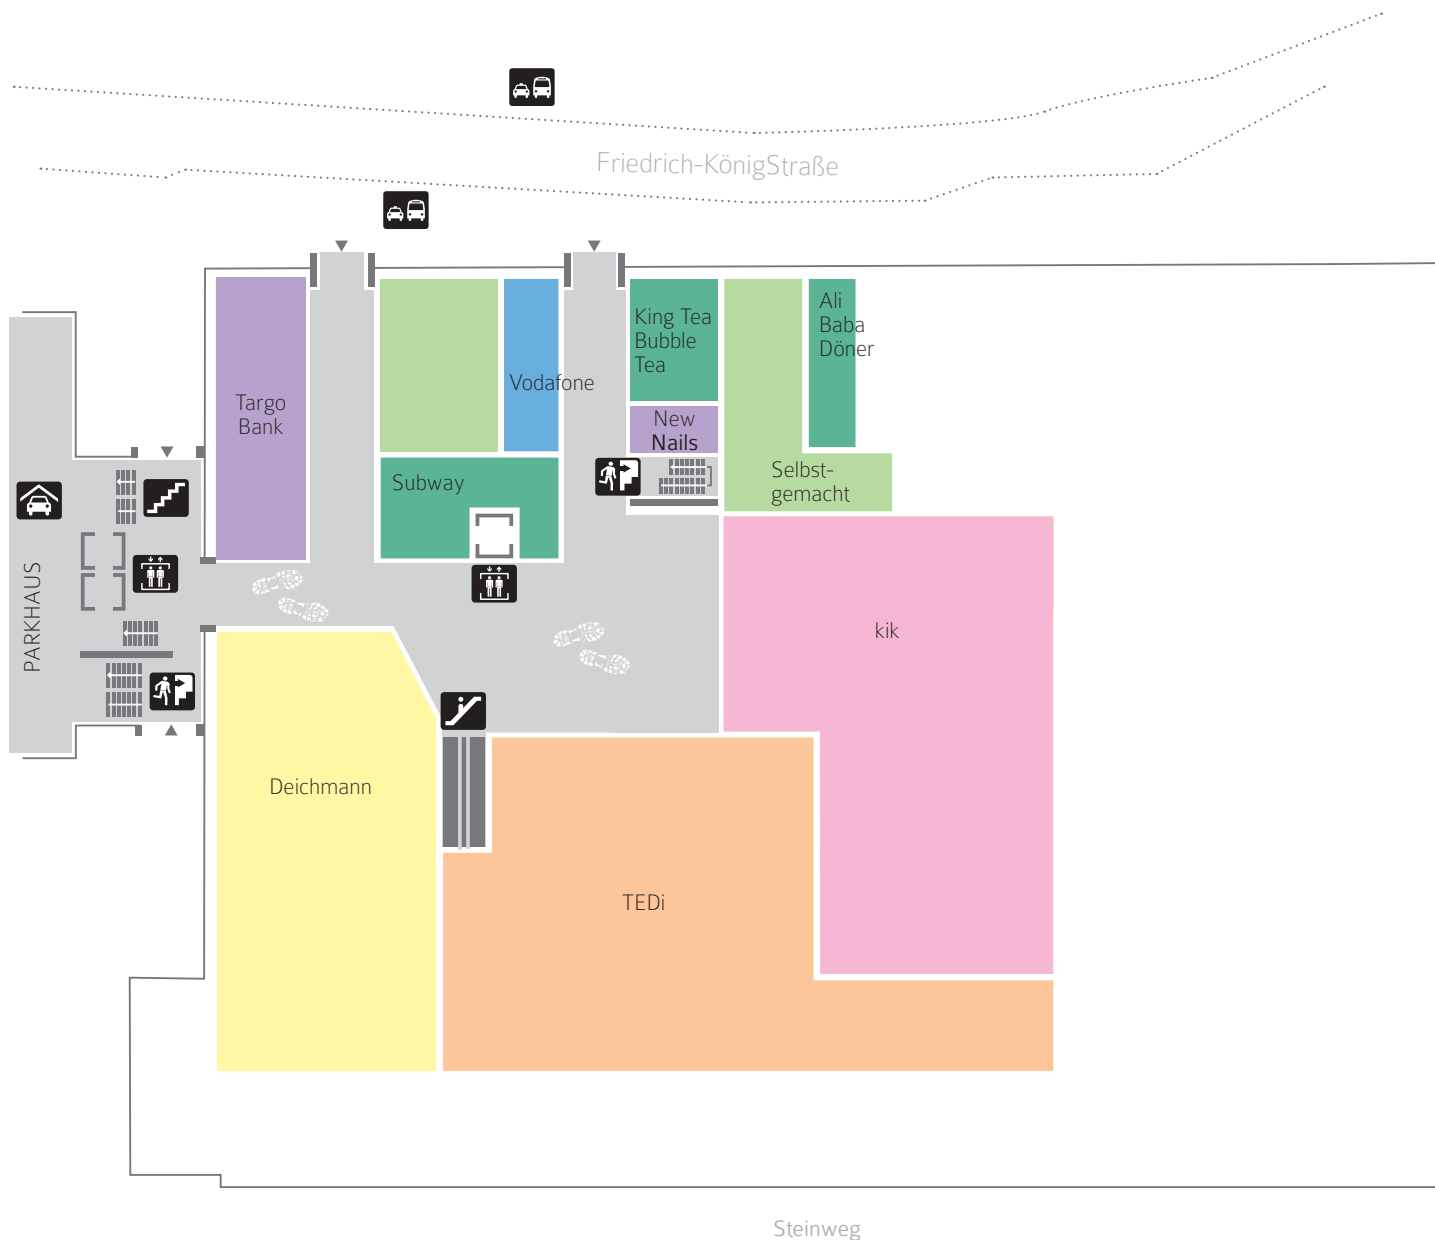 Friedrich-KönigStraße
King Tea
Bubble
Tea
Ali
Baba
Döner
Vodafone
Targo
Bank
New
Nails
Subway
Selbst-
gemacht
PARKHAUS
kik
Deichmann
TEDi
Steinweg